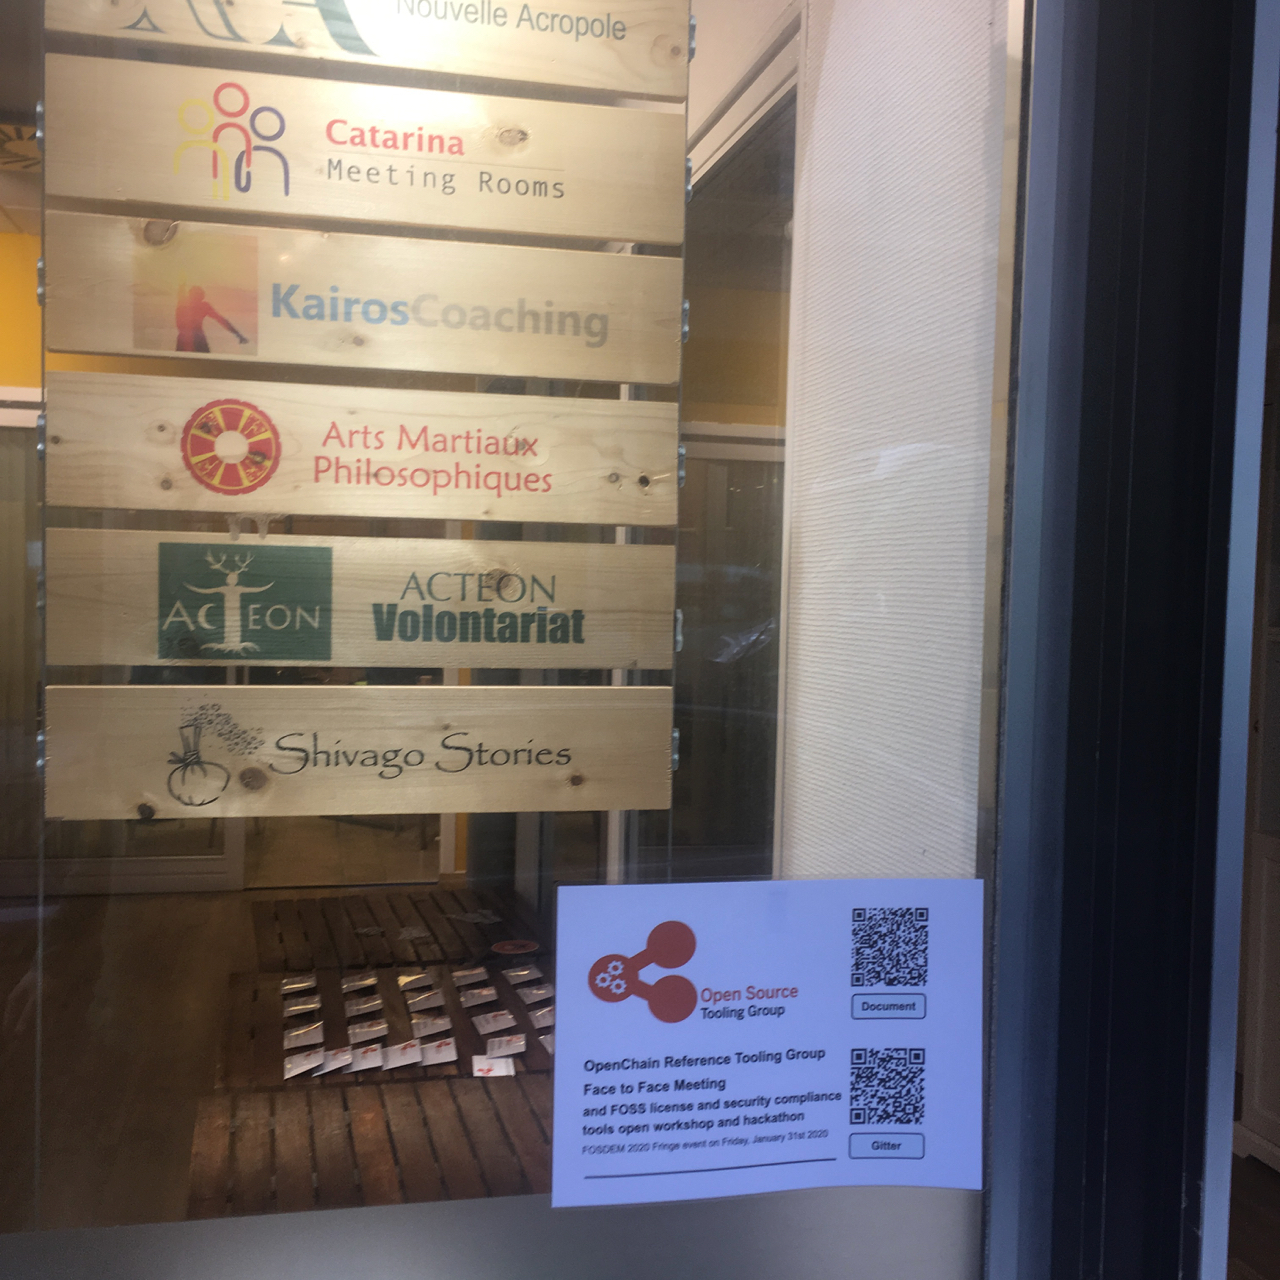 Nouvelle Acropole
Catarina
Meeting Rooms
KairosCoaching
Arts Martiaux
Philosophiques
ACTEON
ACTEON
Volontariat
Shivago Stories
Open Source
Tooling Group
Document
OpenChain Reference Tooling Group
Face to Face Meeting
and FOSS license and security compliance
tools open workshop and hackathon
FOSDEM 2020 Fringe event on Friday, January 31st 2020
Gitter